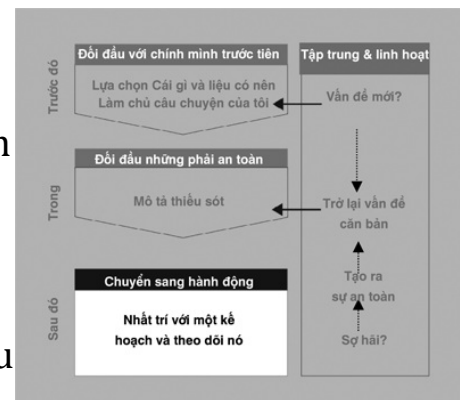 Đối đầu với chính mình trước tiên
Tập trung & linh hoạt
Trước đó
Lựa chọn Cái gì và liệu có nên
Làm chủ câu chuyện của tôi
Vấn đề mới?
n
Đối đầu những phải an toàn
Trong
Mô tả thiếu sót
Trở lại vấn đề
căn bản
Chuyển sang hành động
Tạo ra
sự an toàn
Sau đó
Nhất trí với một kế
hoạch và theo dõi nó
Sợ hãi?
u